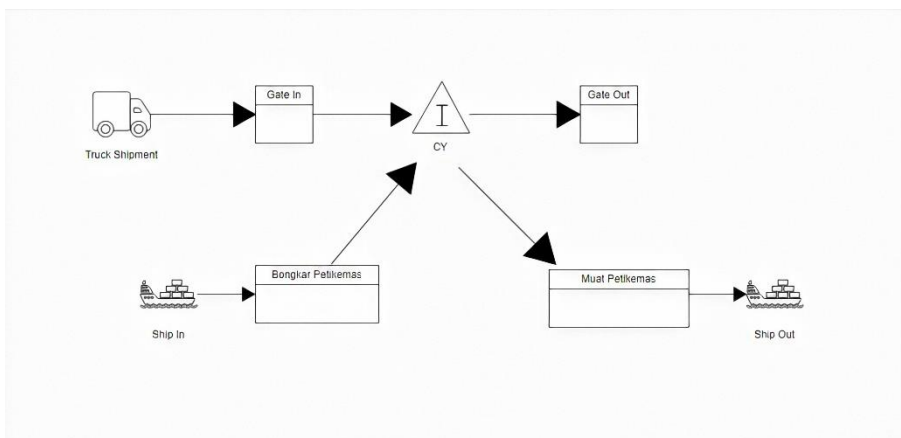 Gate In
Gate Out
I
CY
Truck Shipment
Bongkar Petikemas
Muat Petikemas
Ship In
Ship Out